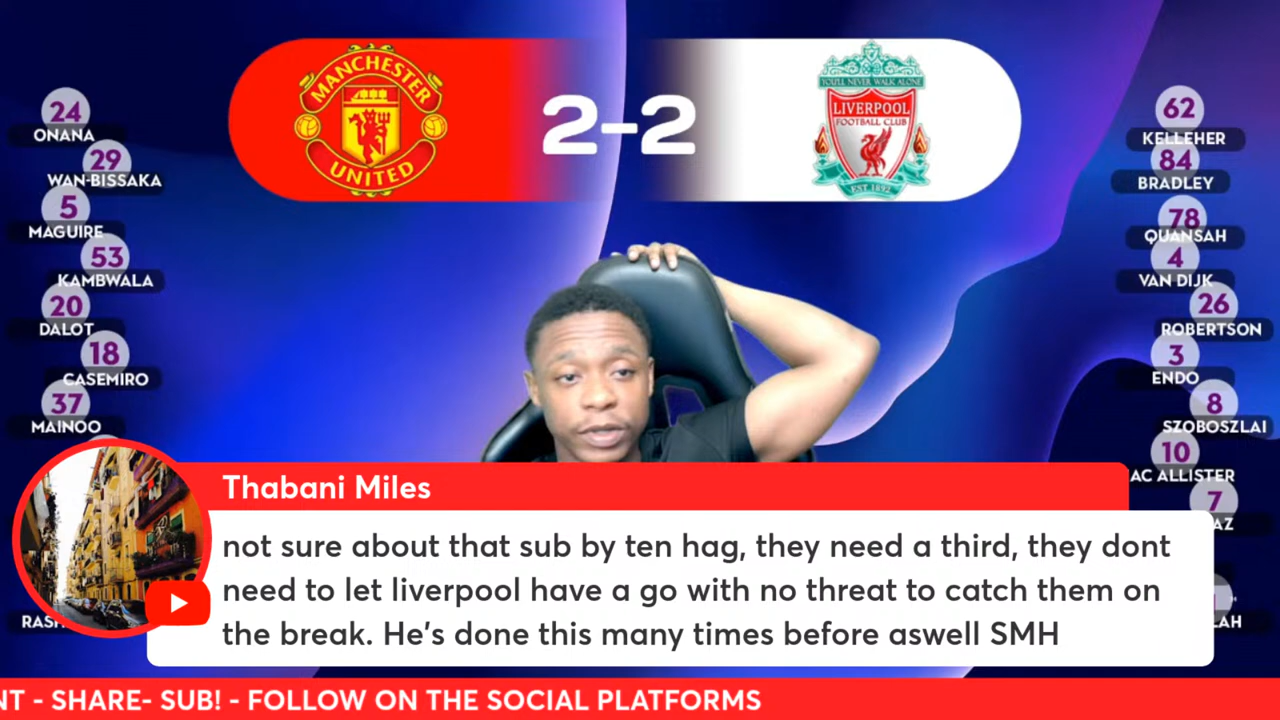 MANCHESTER
UNITED
2-2
YOU'LL NEVER WALK ALONE
LIVERPOOL
FOOTBALL CLUB
EST. 1892
24
ONANA
29
WAN-BISSAKA
5
MAGUIRE
53
KAMBWALA
20
DALOT
18
CASEMIRO
37
MAINOO
62
KELLEHER
84
BRADLEY
78
QUANSAH
4
VAN DIJK
26
ROBERTSON
3
ENDO
8
SZOBOSZLAI
10
AC ALLISTER
7
AZ
LAH
RASH
Thabani Miles
not sure about that sub by ten hag, they need a third, they dont
need to let liverpool have a go with no threat to catch them on
the break. He's done this many times before aswell SMH
NT - SHARE- SUB! - FOLLOW ON THE SOCIAL PLATFORMS